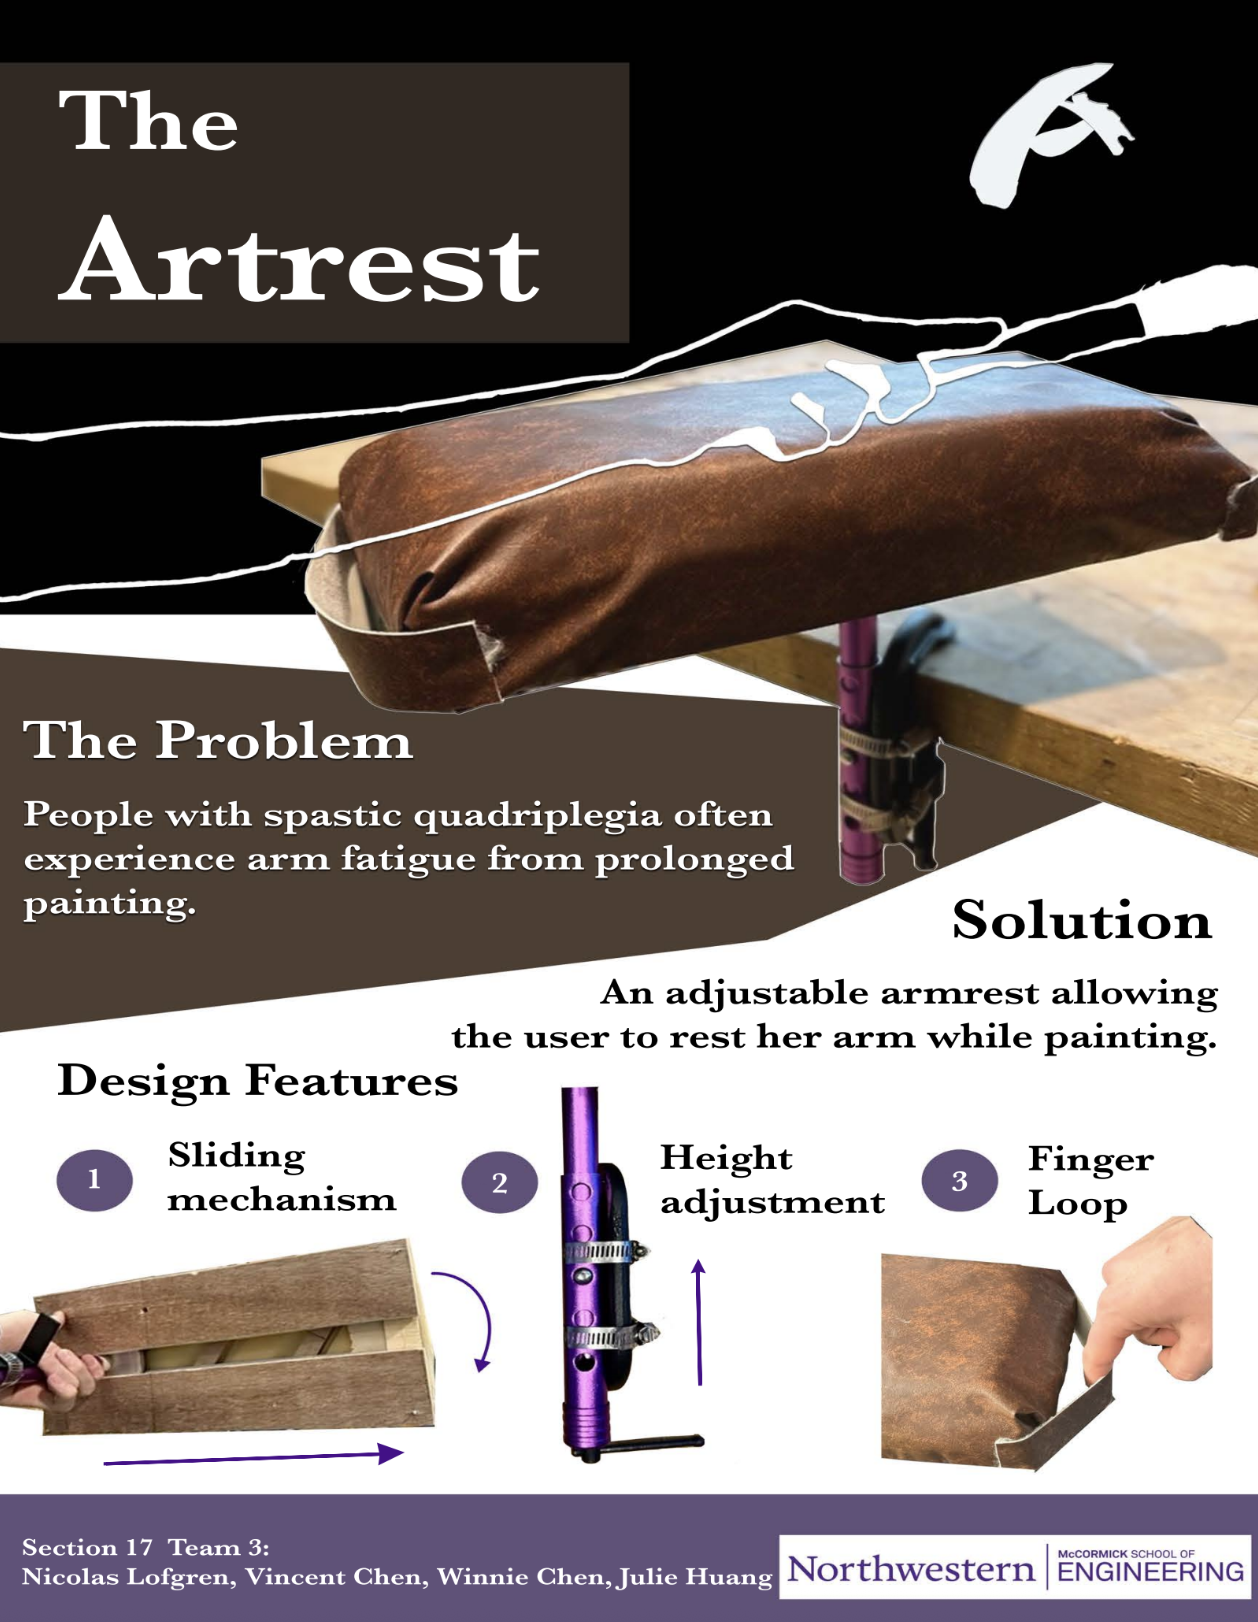 The
Artrest
The Problem
People with spastic quadriplegia often
experience arm fatigue from prolonged
painting.
Solution
An adjustable armrest allowing
the user to rest her arm while painting.
Design Features
1
Sliding
mechanism
2
Height
adjustment
3
Finger
Loop
Section 17 Team 3:
Nicolas Lofgren, Vincent Chen, Winnie Chen, Julie Huang
Northwestern
McCORMICK SCHOOL OF
ENGINEERING